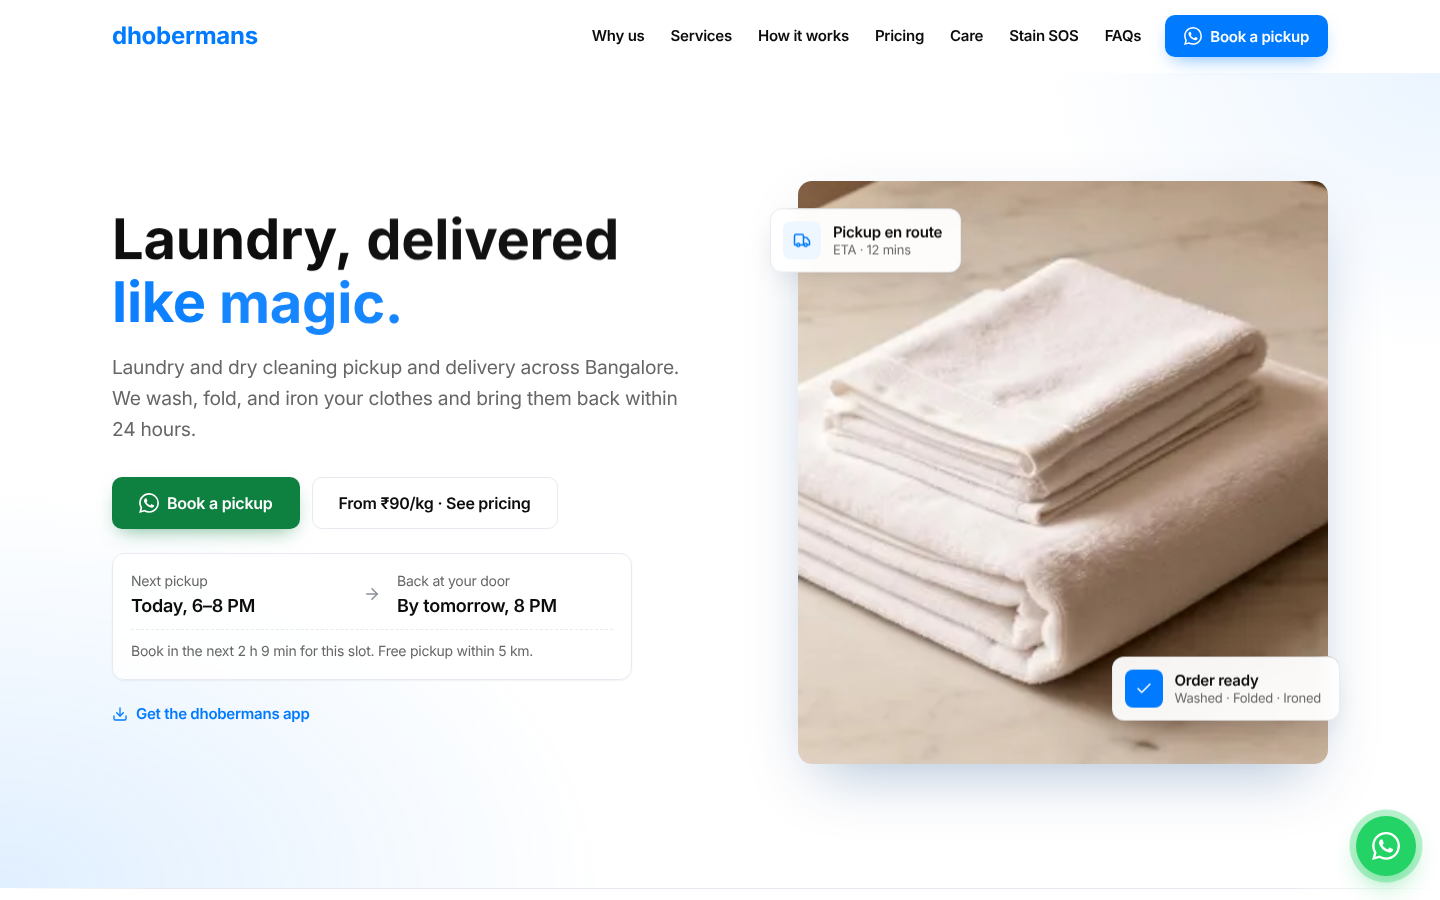 dhobermans
Why us
Services
How it works
Pricing
Care
Stain SOS
FAQs
Book a pickup
Laundry, delivered
like magic.
Laundry and dry cleaning pickup and delivery across Bangalore.
We wash, fold, and iron your clothes and bring them back within
24 hours.
Book a pickup
From ₹90/kg · See pricing
Next pickup
Today, 6–8 PM
Back at your door
By tomorrow, 8 PM
Book in the next 2 h 9 min for this slot. Free pickup within 5 km.
Get the dhobermans app
Pickup en route
ETA · 12 mins
Order ready
Washed · Folded · Ironed